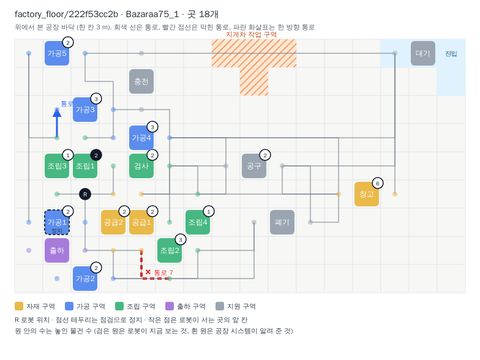 factory_floor/222f53cc2b · Bazaraa75_1 · 곳 18개
위에서 본 공장 바닥 (한 칸 3 m). 회색 선은 통로, 빨간 점선은 막힌 통로, 파란 화살표는 한 방향 통로
지게차 작업 구역
가공5 2
대기
진입
충전
통로
가공3 3
가공4 3
조립3 1
조립1 2
검사 2
공구 2
R
창고 6
가공1 2
공급2 2
공급1 2
조립4 1
폐기
출하
조립2 3
가공2 2
× 통로 7
자재 구역 가공 구역 조립 구역 출하 구역 지원 구역
R 로봇 위치 · 점선 테두리는 점검으로 정지 · 작은 점은 로봇이 서는 곳의 앞 칸
원 안의 수는 놓인 물건 수 (검은 원은 로봇이 지금 보는 것, 흰 원은 공장 시스템이 알려 준 것)